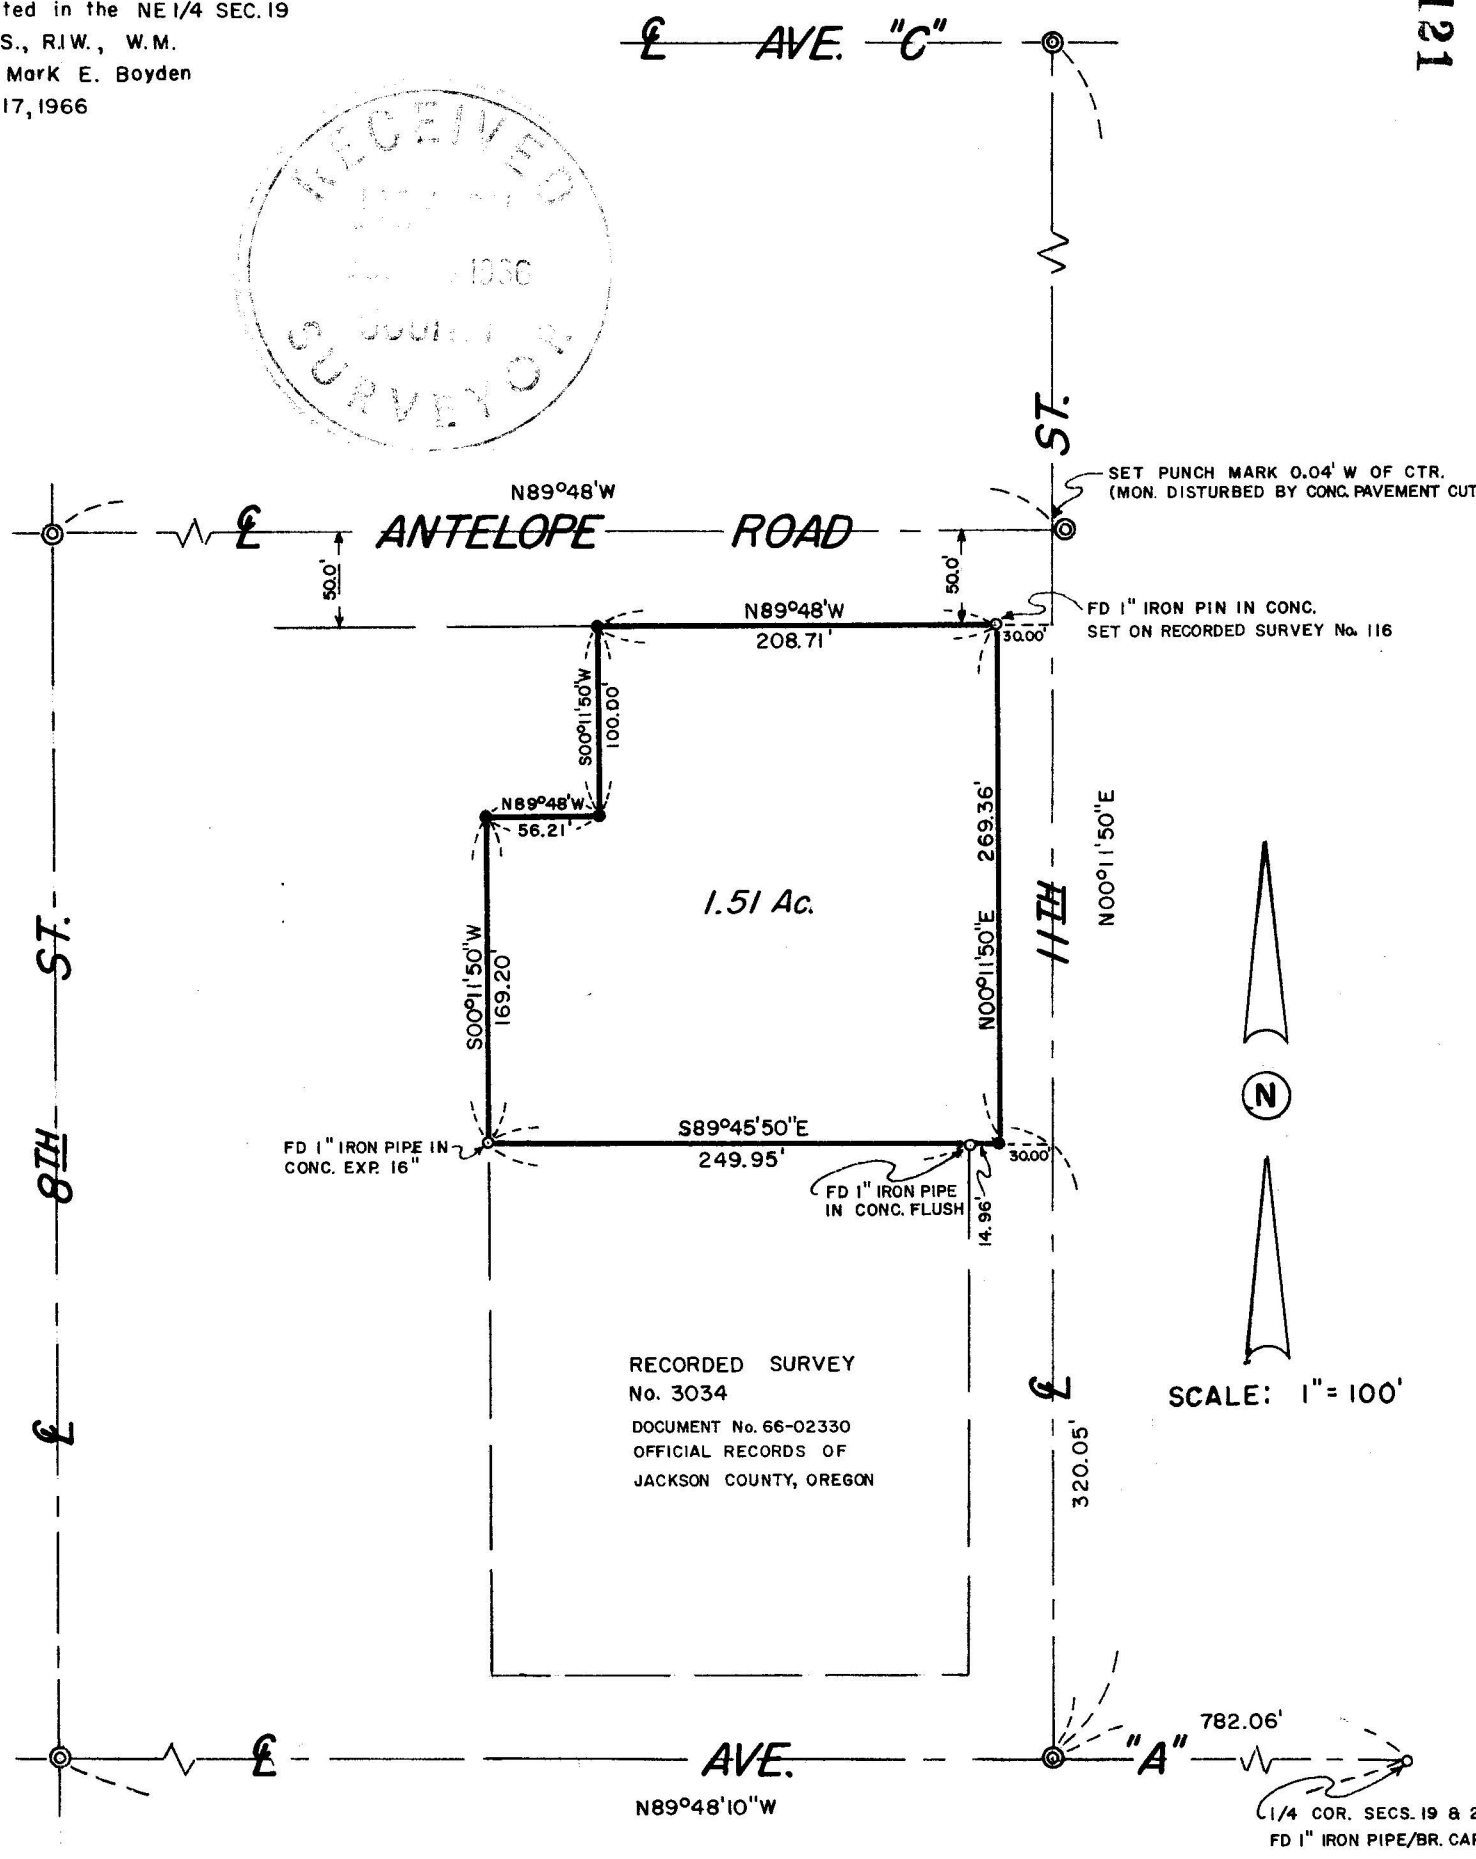 ted in the NE 1/4 SEC. 19
S., R.1W., W.M.
Mark E. Boyden
17, 1966
121
℄ AVE. "C"
RECEIVED
SURVEYOR
ST.
SET PUNCH MARK 0.04' W OF CTR.
(MON. DISTURBED BY CONC. PAVEMENT CUT
N89°48'W
℄ ANTELOPE ROAD
50.0'
50.0'
N89°48'W
208.71'
30.00'
FD 1" IRON PIN IN CONC.
SET ON RECORDED SURVEY No. 116
S00°11'50"W
100.00'
N89°48'W
56.21'
269.36'
N00°11'50"E
N00°11'50"E
11TH
1.51 Ac.
8TH ST.
S00°11'50"W
169.20'
N
FD 1" IRON PIPE IN
CONC. EXP. 16"
S89°45'50"E
249.95'
30.00'
FD 1" IRON PIPE
IN CONC. FLUSH
14.96'
RECORDED SURVEY
No. 3034
DOCUMENT No. 66-02330
OFFICIAL RECORDS OF
JACKSON COUNTY, OREGON
℄
℄
320.05'
SCALE: 1"=100'
℄ AVE. "A"
782.06'
N89°48'10"W
1/4 COR. SECS. 19 & 2
FD 1" IRON PIPE/BR. CAP